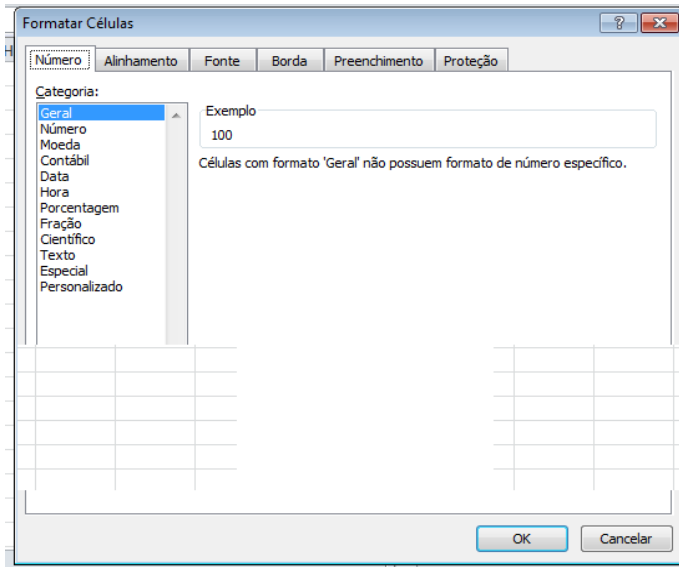 Formatar Células
H
Número Alinhamento Fonte Borda Preenchimento Proteção
Categoria:
Geral
Número
Moeda
Contábil
Data
Hora
Porcentagem
Fração
Científico
Texto
Especial
Personalizado
Exemplo
100
Células com formato 'Geral' não possuem formato de número específico.
OK Cancelar